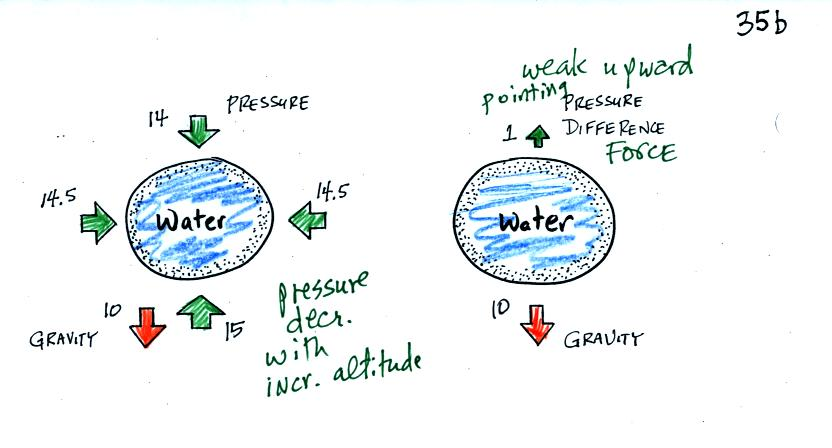 35b
14
PRESSURE
14.5
Water
14.5
10
GRAVITY
15
pressure
decr.
with
incr. altitude
weak upward
pointing
PRESSURE
1
DIFFERENCE
FORCE
Water
10
GRAVITY